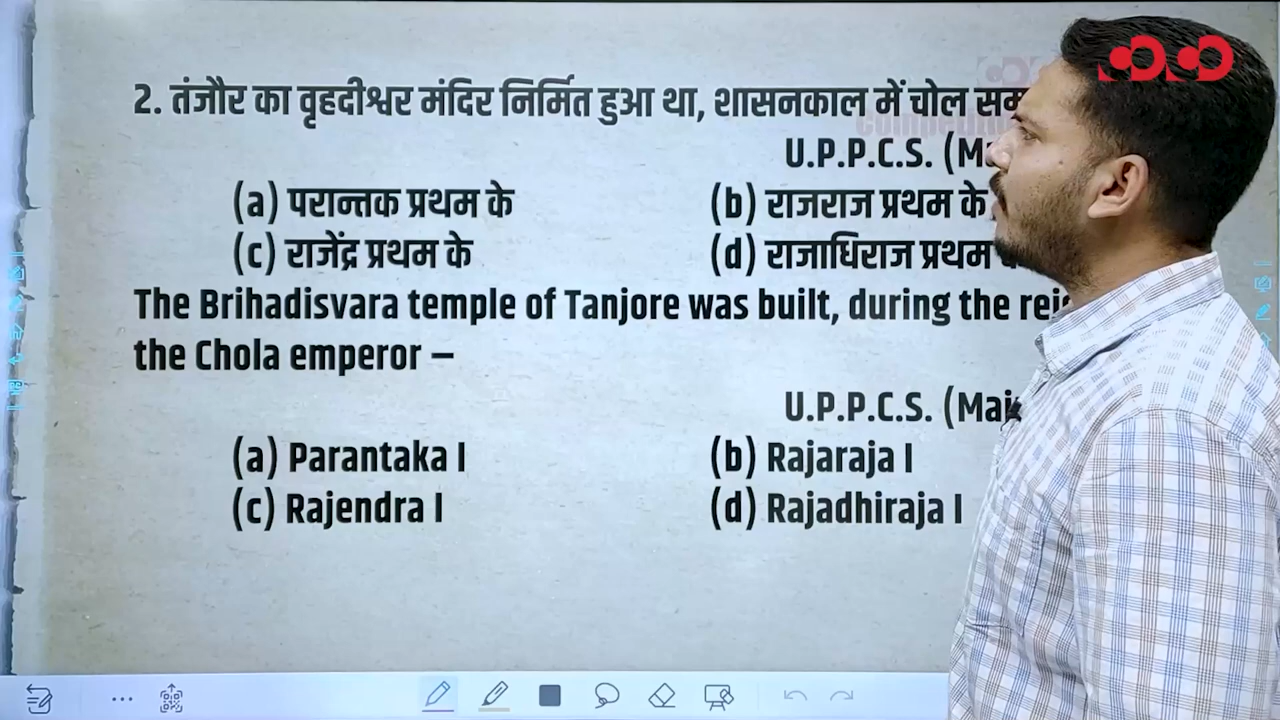 2. तंजौर का वृहदीश्वर मंदिर निर्मित हुआ था, शासनकाल में चोल
U.P.P.C.S.
(a) परान्तक प्रथम के (b) राजराज प्रथम के
(c) राजेंद्र प्रथम के (d) राजाधिराज प्रथम
The Brihadisvara temple of Tanjore was built, during the
the Chola emperor –
U.P.P.C.S.
(a) Parantaka I (b) Rajaraja I
(c) Rajendra I (d) Rajadhiraja I